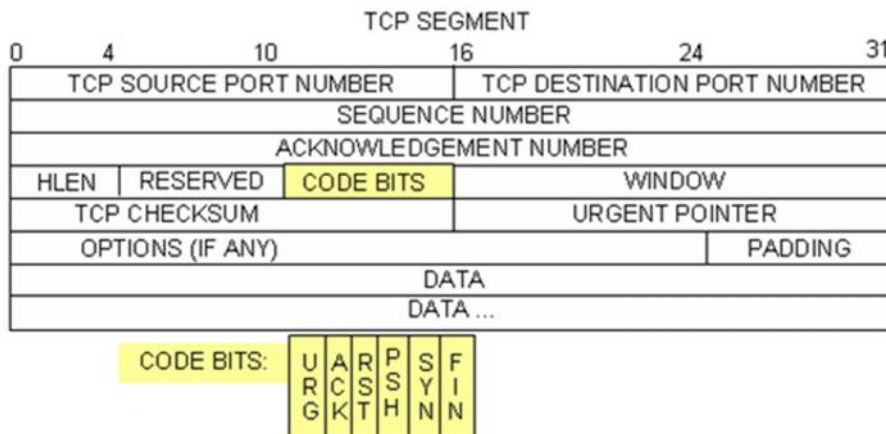 TCP SEGMENT
0 4 10 16 24 31
TCP SOURCE PORT NUMBER TCP DESTINATION PORT NUMBER
SEQUENCE NUMBER
ACKNOWLEDGEMENT NUMBER
HLEN RESERVED CODE BITS WINDOW
TCP CHECKSUM URGENT POINTER
OPTIONS (IF ANY) PADDING
DATA
DATA ...
CODE BITS: URG ACK RST PSH SYN FIN